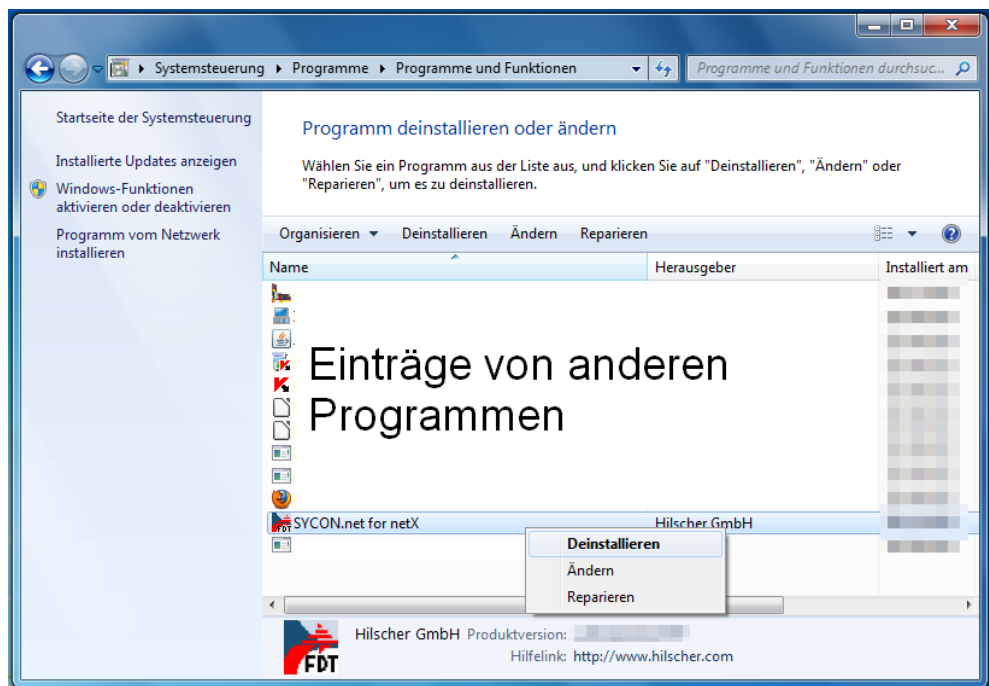 Systemsteuerung ▸ Programme ▸ Programme und Funktionen
Programme und Funktionen durchsuc...
Startseite der Systemsteuerung
Installierte Updates anzeigen
Windows-Funktionen
aktivieren oder deaktivieren
Programm vom Netzwerk
installieren
Programm deinstallieren oder ändern
Wählen Sie ein Programm aus der Liste aus, und klicken Sie auf "Deinstallieren", "Ändern" oder
"Reparieren", um es zu deinstallieren.
Organisieren Deinstallieren Ändern Reparieren
Name Herausgeber Installiert am
Einträge von anderen
Programmen
SYCON.net for netX Hilscher GmbH
Deinstallieren
Ändern
Reparieren
FDT
Hilscher GmbH Produktversion:
Hilfelink: http://www.hilscher.com